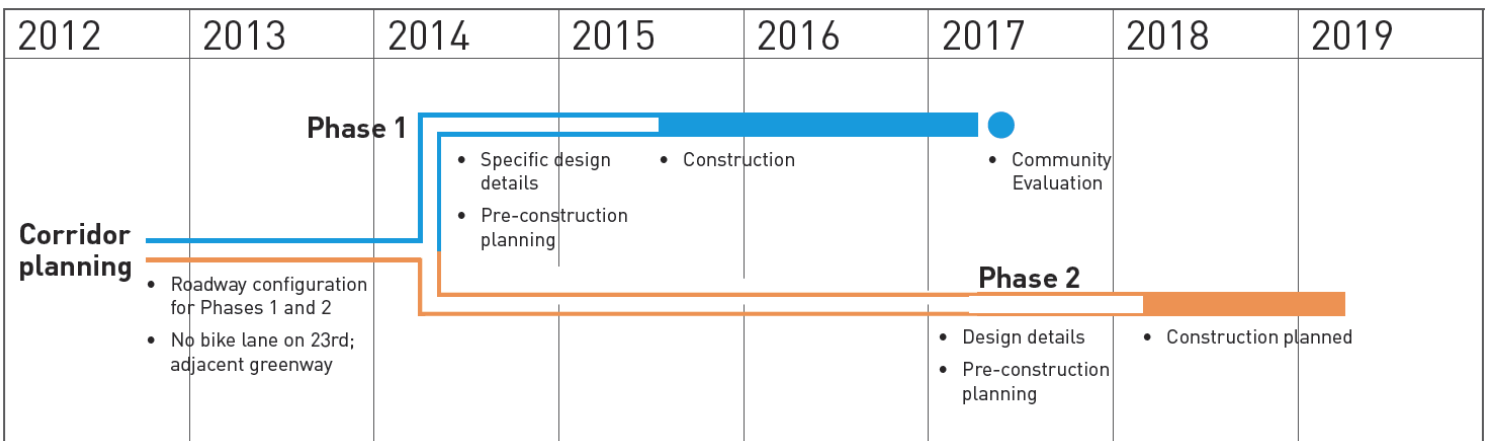 2012 2013 2014 2015 2016 2017 2018 2019
Phase 1
• Specific design
details
• Pre-construction
planning
• Construction
• Community
Evaluation
Corridor
planning
• Roadway configuration
for Phases 1 and 2
• No bike lane on 23rd;
adjacent greenway
Phase 2
• Design details
• Pre-construction
planning
• Construction planned